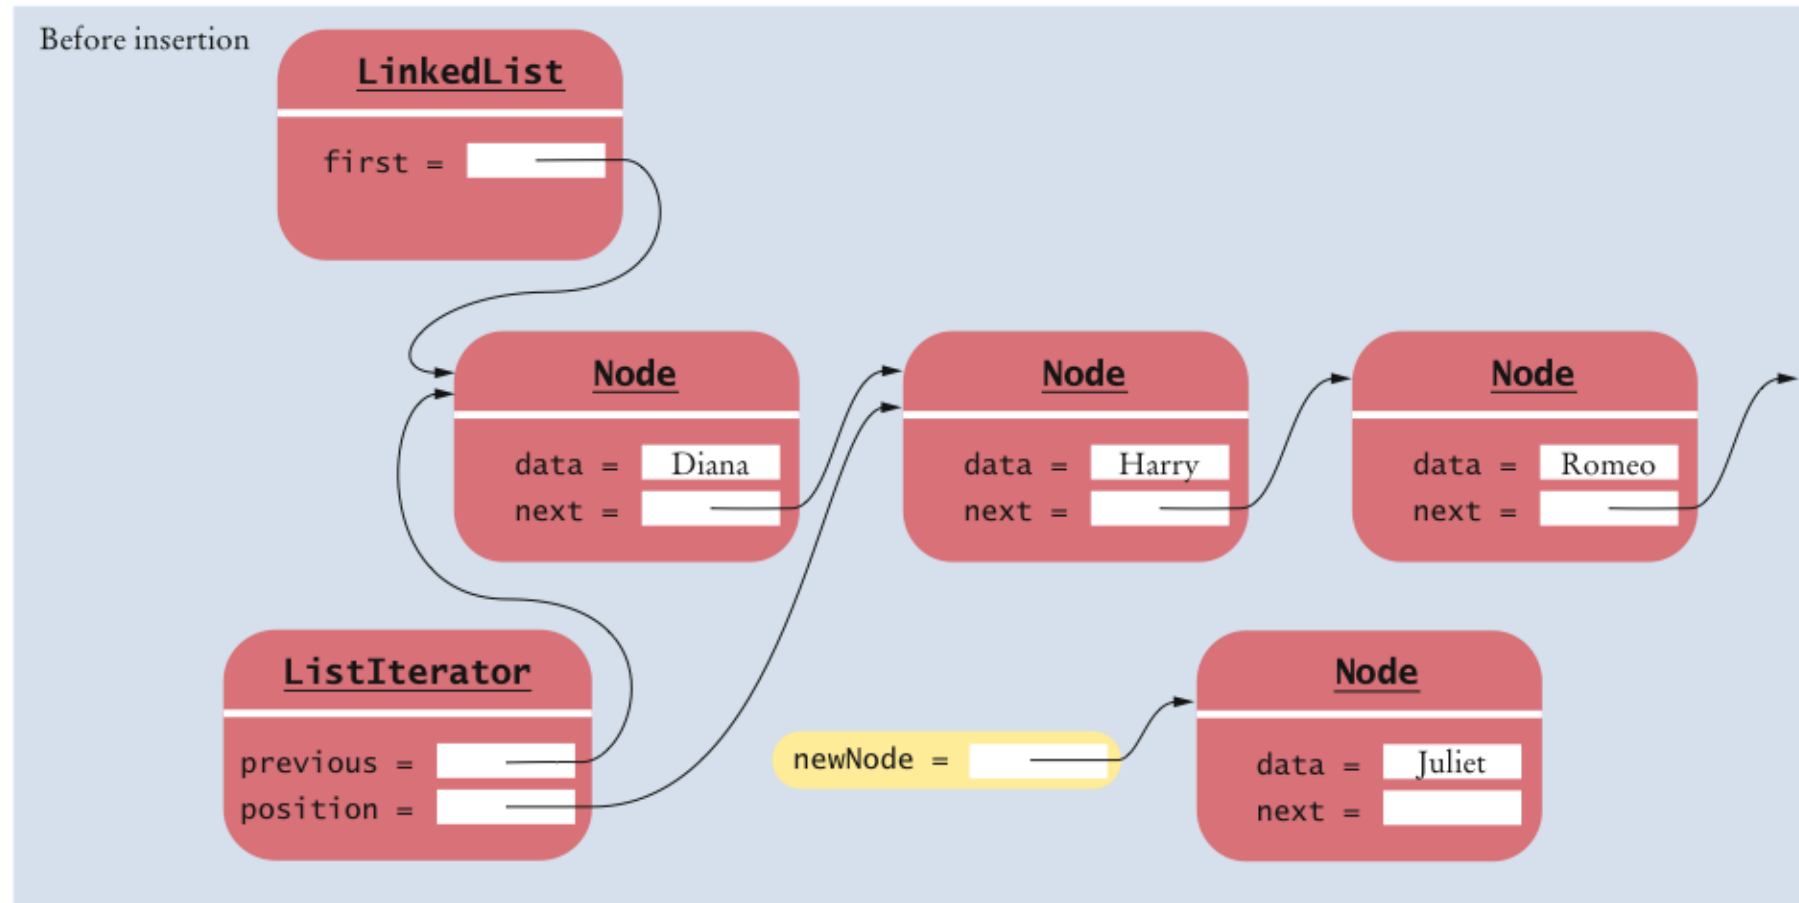 Before insertion
LinkedList
first =
Node
data = Diana
next =
Node
data = Harry
next =
Node
data = Romeo
next =
ListIterator
previous =
position =
newNode =
Node
data = Juliet
next =